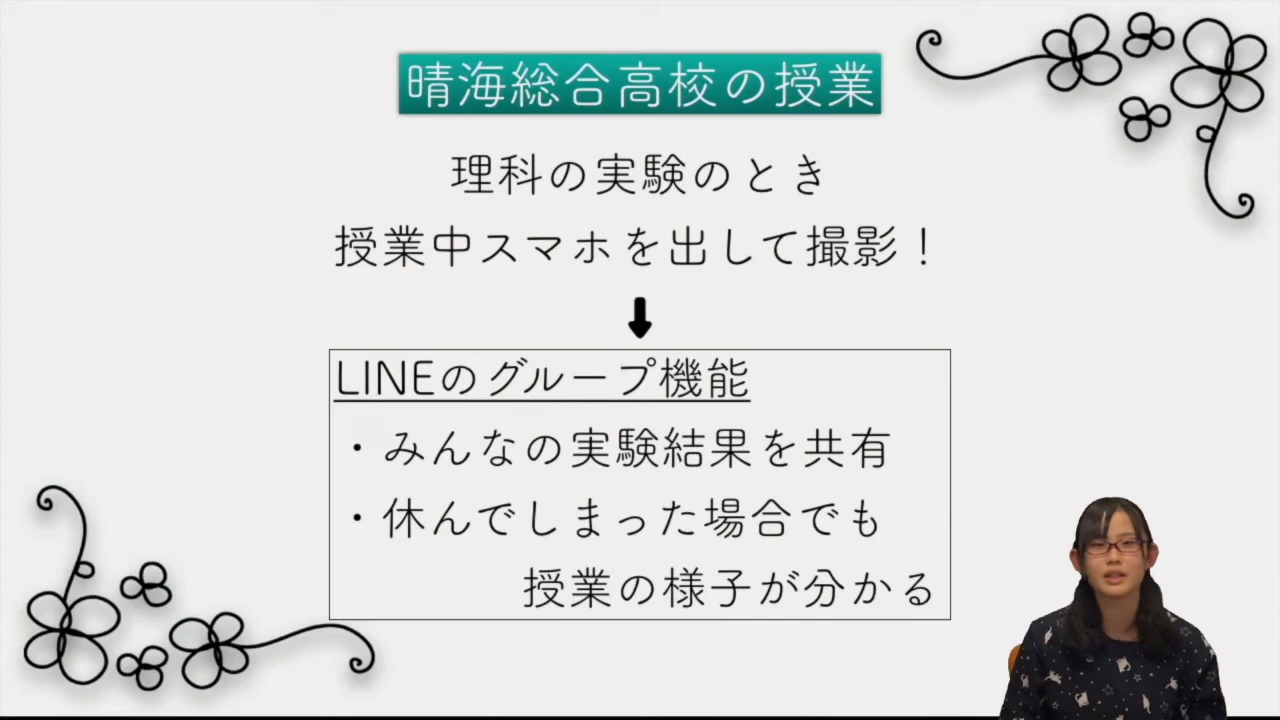 晴海総合高校の授業
理科の実験のとき
授業中スマホを出して撮影！
LINEのグループ機能
・みんなの実験結果を共有
・休んでしまった場合でも
授業の様子が分かる